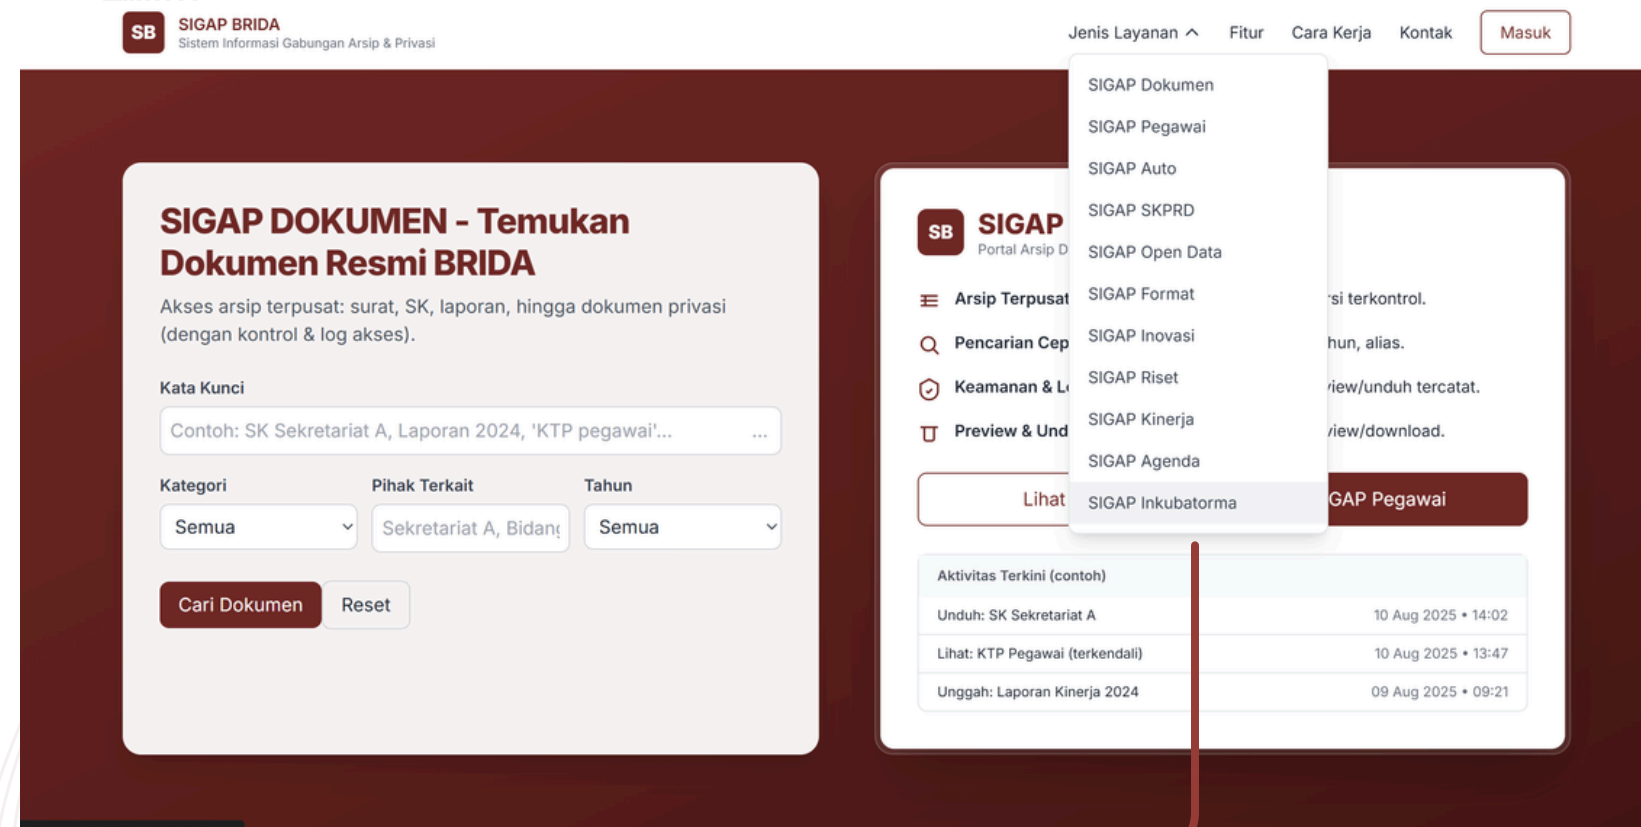 SB
SIGAP BRIDA
Sistem Informasi Gabungan Arsip & Privasi
Jenis Layanan
Fitur
Cara Kerja
Kontak
Masuk
SIGAP Dokumen
SIGAP Pegawai
SIGAP Auto
SIGAP SKPRD
SIGAP Open Data
SIGAP Format
SIGAP Inovasi
SIGAP Riset
SIGAP Kinerja
SIGAP Agenda
SIGAP Inkubatorma
SIGAP DOKUMEN - Temukan
Dokumen Resmi BRIDA
Akses arsip terpusat: surat, SK, laporan, hingga dokumen privasi
(dengan kontrol & log akses).
Kata Kunci
Contoh: SK Sekretariat A, Laporan 2024, 'KTP pegawai'... ...
Kategori Pihak Terkait Tahun
Semua Sekretariat A, Bidang Semua
Cari Dokumen Reset
SB
SIGAP
Portal Arsip D
Arsip Terpusat si terkontrol.
Pencarian Cep hun, alias.
Keamanan & L view/unduh tercatat.
Preview & Und view/download.
Lihat GAP Pegawai
Aktivitas Terkini (contoh)
Unduh: SK Sekretariat A 10 Aug 2025 • 14:02
Lihat: KTP Pegawai (terkendali) 10 Aug 2025 • 13:47
Unggah: Laporan Kinerja 2024 09 Aug 2025 • 09:21